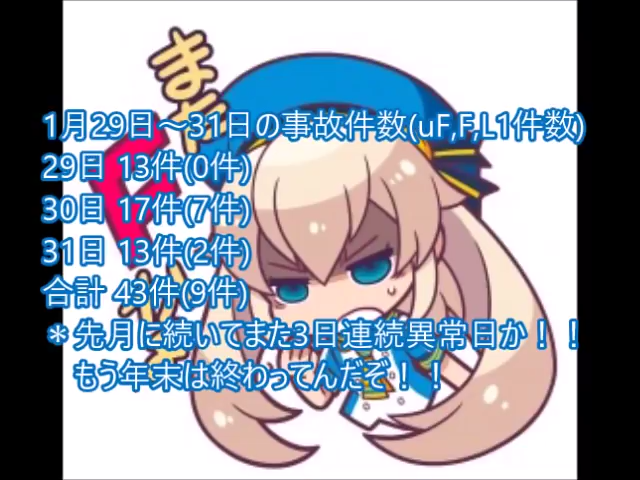 また
F
1月29日～31日の事故件数(uF,F,L1件数)
29日 13件(0件)
30日 17件(7件)
31日 13件(2件)
合計 43件(9件)
＊先月に続いてまた3日連続異常日か！！
もう年末は終わってんだぞ！！